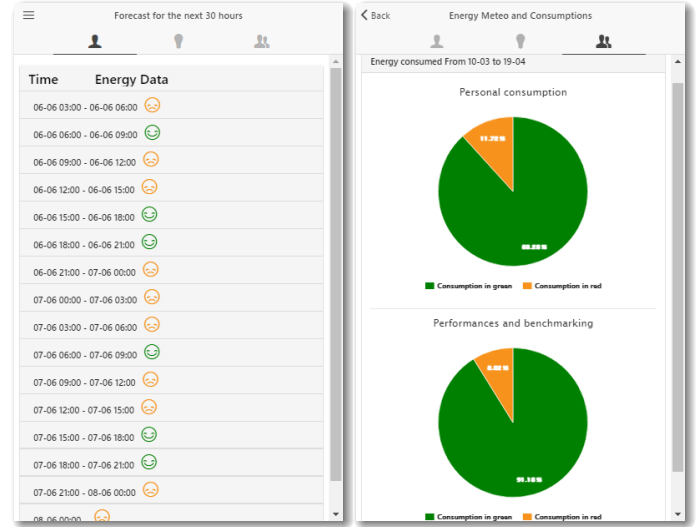 Forecast for the next 30 hours
Time Energy Data
06-06 03:00 - 06-06 06:00
06-06 06:00 - 06-06 09:00
06-06 09:00 - 06-06 12:00
06-06 12:00 - 06-06 15:00
06-06 15:00 - 06-06 18:00
06-06 18:00 - 06-06 21:00
06-06 21:00 - 07-06 00:00
07-06 00:00 - 07-06 03:00
07-06 03:00 - 07-06 06:00
07-06 06:00 - 07-06 09:00
07-06 09:00 - 07-06 12:00
07-06 12:00 - 07-06 15:00
07-06 15:00 - 07-06 18:00
07-06 18:00 - 07-06 21:00
07-06 21:00 - 08-06 00:00
08-06 00:00
Back Energy Meteo and Consumptions
Energy consumed From 10-03 to 19-04
Personal consumption
Consumption in green Consumption in red
Performances and benchmarking
91.18%
Consumption in green Consumption in red